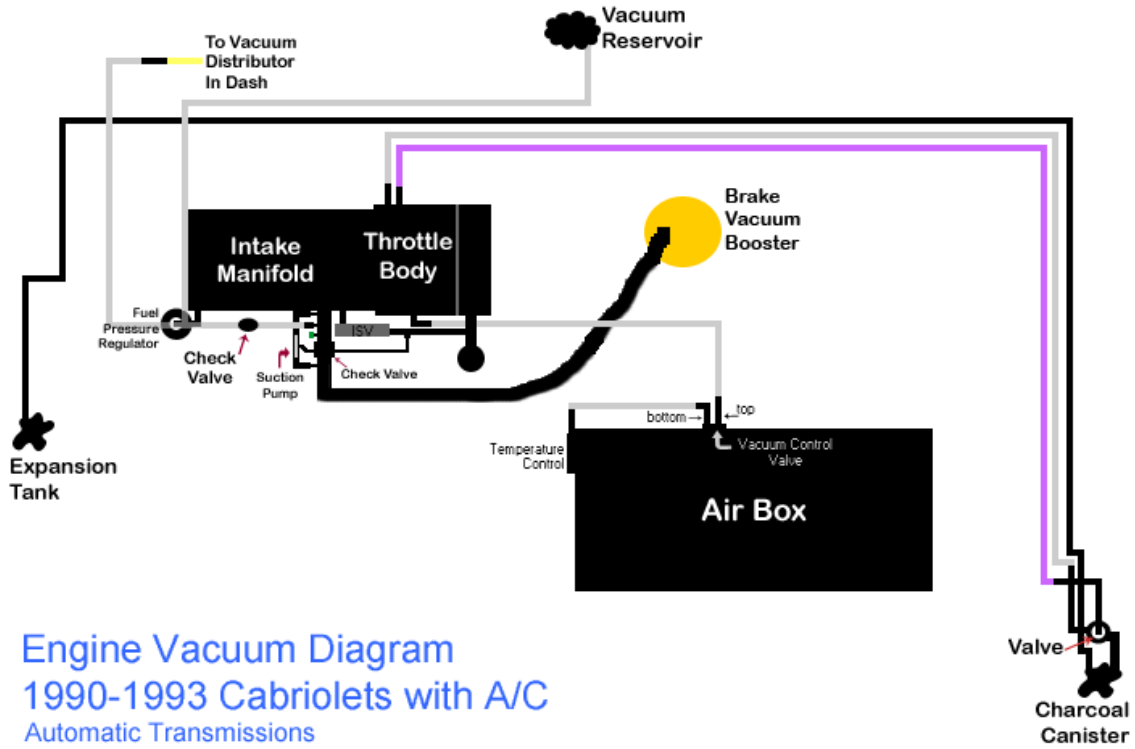 Vacuum
Reservoir
To Vacuum
Distributor
In Dash
Brake
Vacuum
Booster
Intake
Manifold
Throttle
Body
Fuel
Pressure
Regulator
ISV
Check
Valve
Suction
Pump
Check Valve
bottom
top
Temperature
Control
Vacuum Control
Valve
Expansion
Tank
Air Box
Engine Vacuum Diagram
1990-1993 Cabriolets with A/C
Automatic Transmissions
Valve
Charcoal
Canister